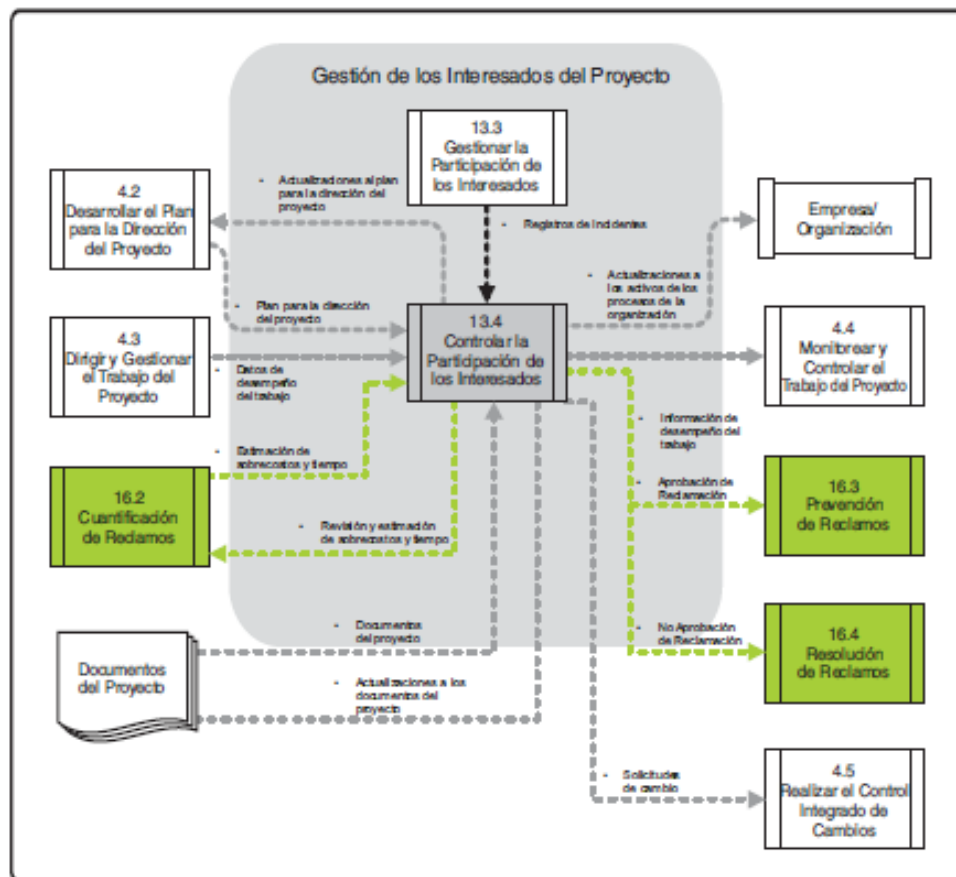 Gestión de los Interesados del Proyecto
13.3
Gestionar la
Participación de
los Interesados
4.2
Desarrollar el Plan
para la Dirección
del Proyecto
- Actualizaciones al plan
para la dirección del
proyecto
- Registros de Incidentes
Empresa/
Organización
- Actualizaciones a
los activos de los
procesos de la
organización
- Plan para la dirección
del proyecto
4.3
Dirigir y Gestionar
el Trabajo del
Proyecto
13.4
Controlar la
Participación de
los Interesados
4.4
Monitorear y
Controlar el
Trabajo del Proyecto
- Datos de
desempeño
del trabajo
- Información de
desempeño del
trabajo
- Estimación de
sobrecostos y tiempo
- Aprobación de
Reclamación
16.2
Cuantificación
de Reclamos
16.3
Prevención
de Reclamos
- Revisión y estimación
de sobrecostos y tiempo
- Documentos
del proyecto
- No Aprobación
de Reclamación
16.4
Resolución
de Reclamos
Documentos
del Proyecto
- Actualizaciones a los
documentos del
proyecto
- Solicitudes
de cambio
4.5
Realizar el Control
Integrado de
Cambios